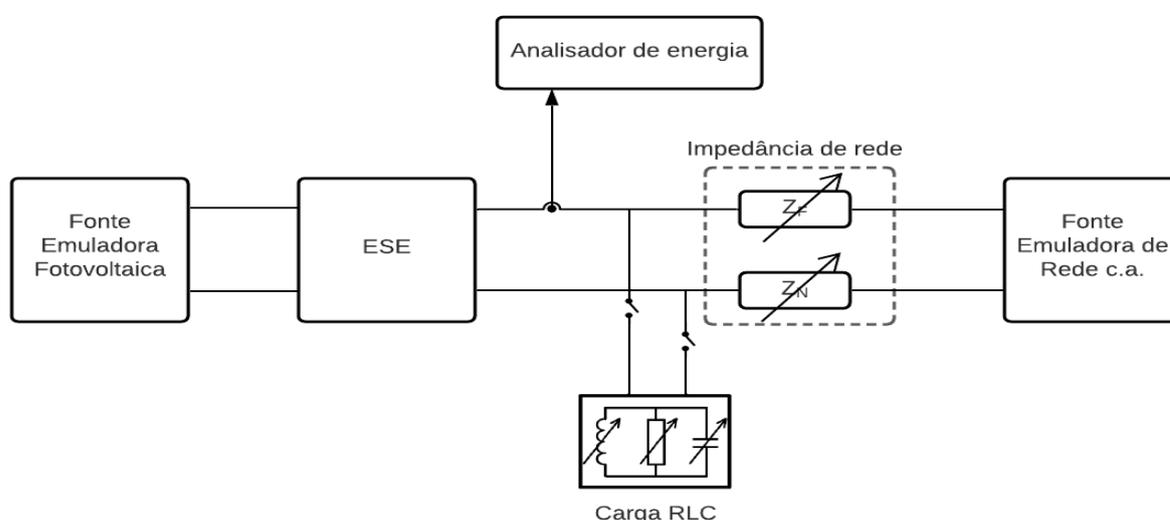 Analisador de energia
Impedância de rede
Fonte
Emuladora
Fotovoltaica
ESE
Z_F
Z_N
Fonte
Emuladora de
Rede c.a.
Carga RLC